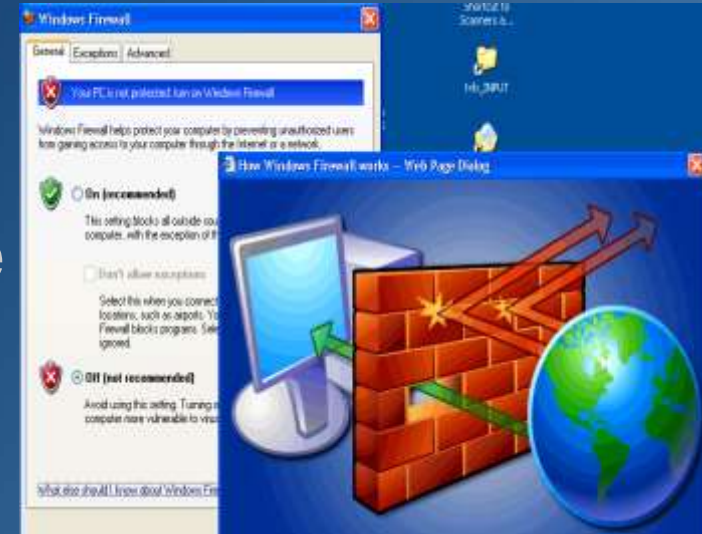 Windows Firewall
General Exceptions Advanced
Your PC is not protected: turn on Windows Firewall
Windows Firewall helps protect your computer by preventing unauthorized users
from gaining access to your computer through the Internet or a network.
On (recommended)
This setting blocks all outside sou
computer, with the exception of th
Don't allow exceptions
Select this when you connect
locations, such as airports. Yo
Firewall blocks programs. Sele
ignored.
Off (not recommended)
Avoid using this setting. Turning o
computer more vulnerable to virus
What else should I know about Windows Fire
Shortcut to
Scanners a...
How Windows Firewall works -- Web Page Dialog
e